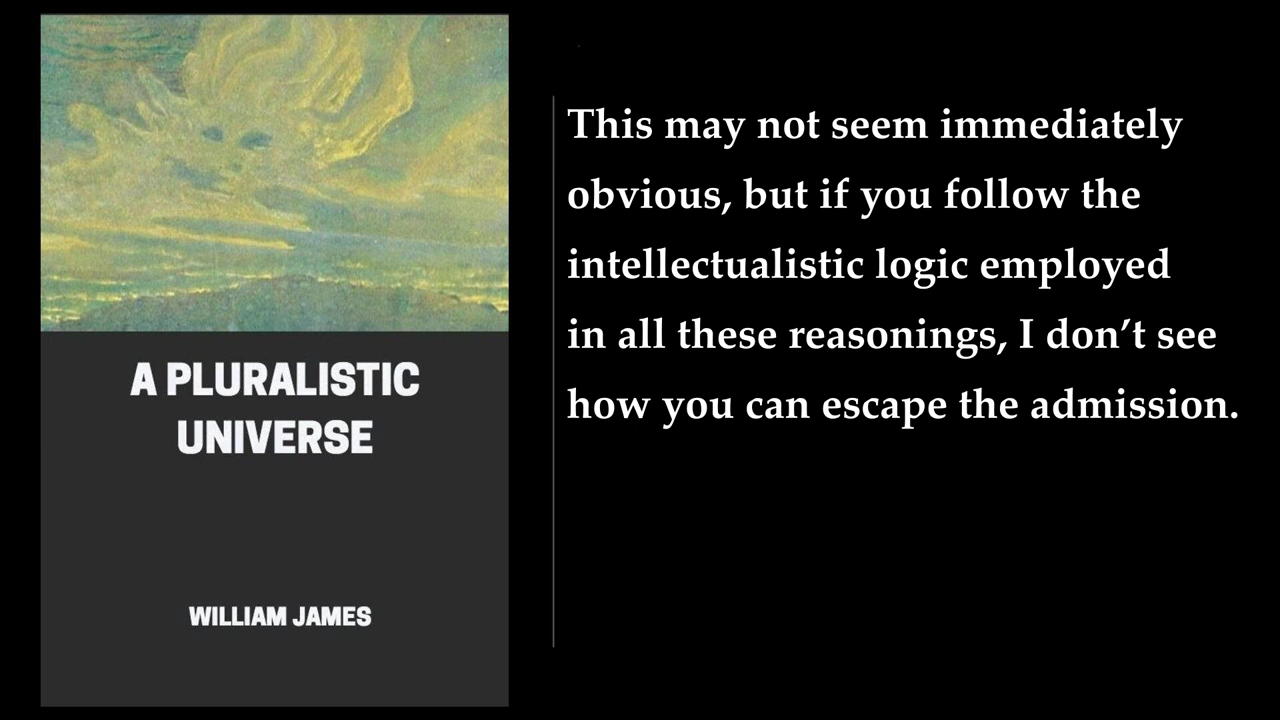 A PLURALISTIC
UNIVERSE
WILLIAM JAMES
This may not seem immediately
obvious, but if you follow the
intellectualistic logic employed
in all these reasonings, I don’t see
how you can escape the admission.